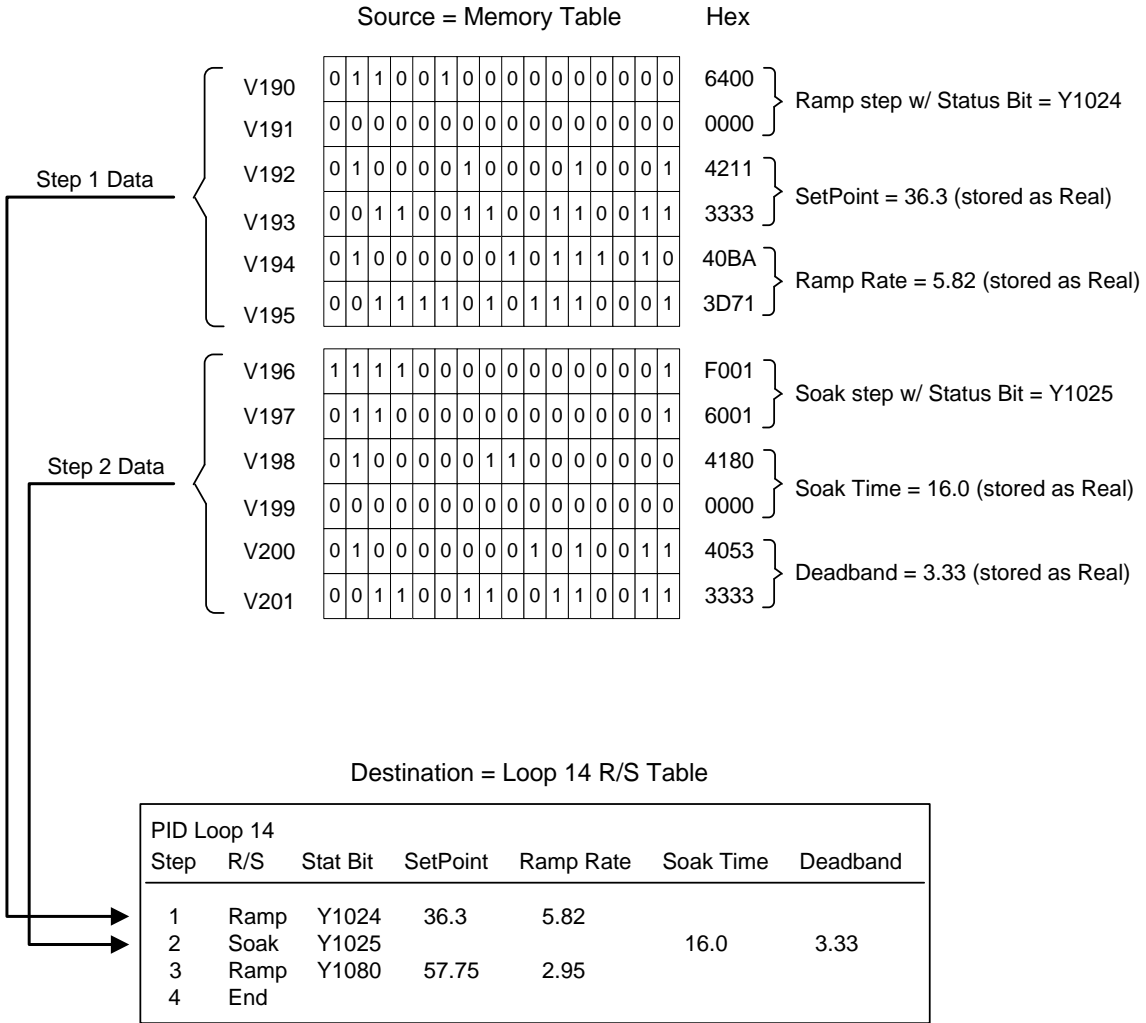 Source = Memory Table Hex
V190 0 1 1 0 0 1 0 0 0 0 0 0 0 0 0 0 6400
Ramp step w/ Status Bit = Y1024
V191 0 0 0 0 0 0 0 0 0 0 0 0 0 0 0 0 0000
Step 1 Data
V192 0 1 0 0 0 0 1 0 0 0 0 1 0 0 0 1 4211
SetPoint = 36.3 (stored as Real)
V193 0 0 1 1 0 0 1 1 0 0 1 1 0 0 1 1 3333
V194 0 1 0 0 0 0 0 0 1 0 1 1 1 0 1 0 40BA
Ramp Rate = 5.82 (stored as Real)
V195 0 0 1 1 1 1 0 1 0 1 1 1 0 0 0 1 3D71
V196 1 1 1 1 0 0 0 0 0 0 0 0 0 0 0 1 F001
Soak step w/ Status Bit = Y1025
V197 0 1 1 0 0 0 0 0 0 0 0 0 0 0 0 1 6001
Step 2 Data
V198 0 1 0 0 0 0 0 1 1 0 0 0 0 0 0 0 4180
Soak Time = 16.0 (stored as Real)
V199 0 0 0 0 0 0 0 0 0 0 0 0 0 0 0 0 0000
V200 0 1 0 0 0 0 0 0 0 1 0 1 0 0 1 1 4053
Deadband = 3.33 (stored as Real)
V201 0 0 1 1 0 0 1 1 0 0 1 1 0 0 1 1 3333
Destination = Loop 14 R/S Table
PID Loop 14
Step R/S Stat Bit SetPoint Ramp Rate Soak Time Deadband
1 Ramp Y1024 36.3 5.82
2 Soak Y1025 16.0 3.33
3 Ramp Y1080 57.75 2.95
4 End